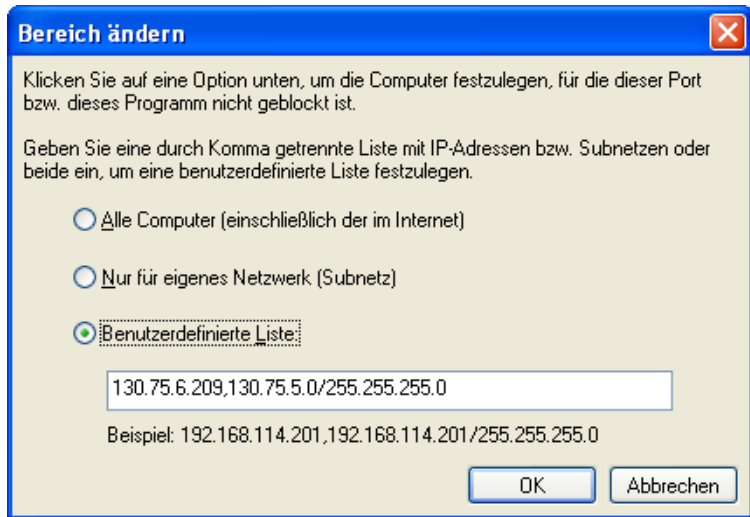 Bereich ändern
Klicken Sie auf eine Option unten, um die Computer festzulegen, für die dieser Port
bzw. dieses Programm nicht geblockt ist.
Geben Sie eine durch Komma getrennte Liste mit IP-Adressen bzw. Subnetzen oder
beide ein, um eine benutzerdefinierte Liste festzulegen.
Alle Computer (einschließlich der im Internet)
Nur für eigenes Netzwerk (Subnetz)
Benutzerdefinierte Liste:
130.75.6.209,130.75.5.0/255.255.255.0
Beispiel: 192.168.114.201,192.168.114.201/255.255.255.0
OK Abbrechen